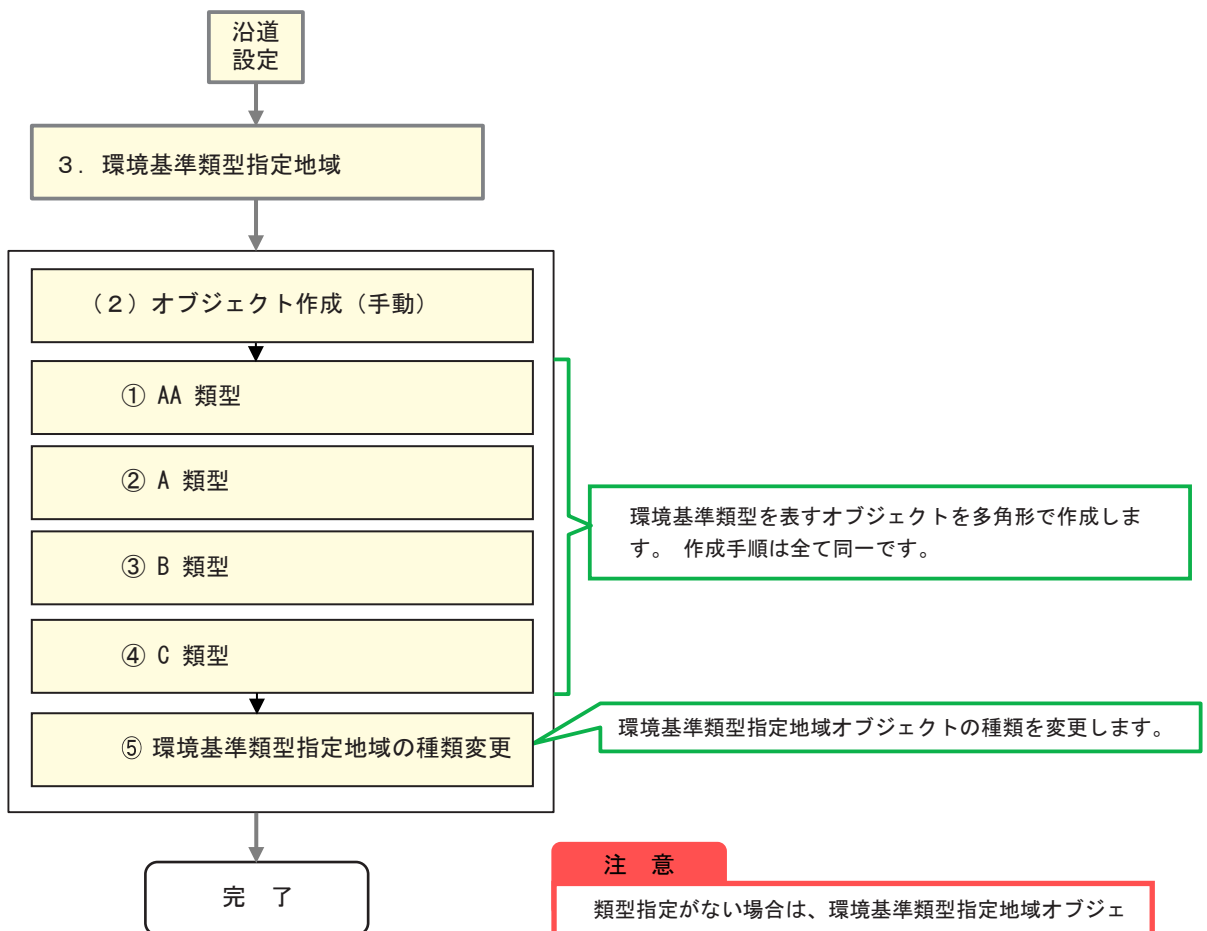 沿道
設定
３．環境基準類型指定地域
（２）オブジェクト作成（手動）
① AA 類型
② A 類型
③ B 類型
④ C 類型
環境基準類型を表すオブジェクトを多角形で作成しま
す。 作成手順は全て同一です。
⑤ 環境基準類型指定地域の種類変更
環境基準類型指定地域オブジェクトの種類を変更します。
完　了
注　意
類型指定がない場合は、環境基準類型指定地域オブジェ